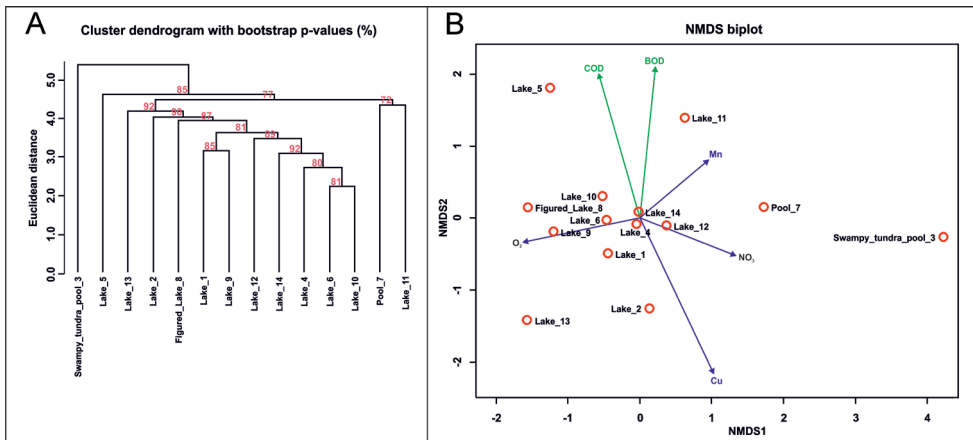 A
Cluster dendrogram with bootstrap p-values (%)
Euclidean distance
5.0
4.0
3.0
2.0
1.0
0.0
85
77
72
92
90
87
81
85
89
92
80
81
Swampy_tundra_pool_3
Lake_5
Lake_13
Lake_2
Figured_Lake_8
Lake_1
Lake_9
Lake_12
Lake_14
Lake_4
Lake_6
Lake_10
Pool_7
Lake_11
B
NMDS biplot
NMDS2
2
1
0
-1
-2
COD
BOD
Lake_5
Lake_11
Mn
Lake_10
Figured_Lake_8
Lake_14
Pool_7
Lake_6
Lake_9
Lake_4
Lake_12
Swampy_tundra_pool_3
O₂
Lake_1
NO₃
Lake_2
Lake_13
Cu
-2 -1 0 1 2 3 4
NMDS1